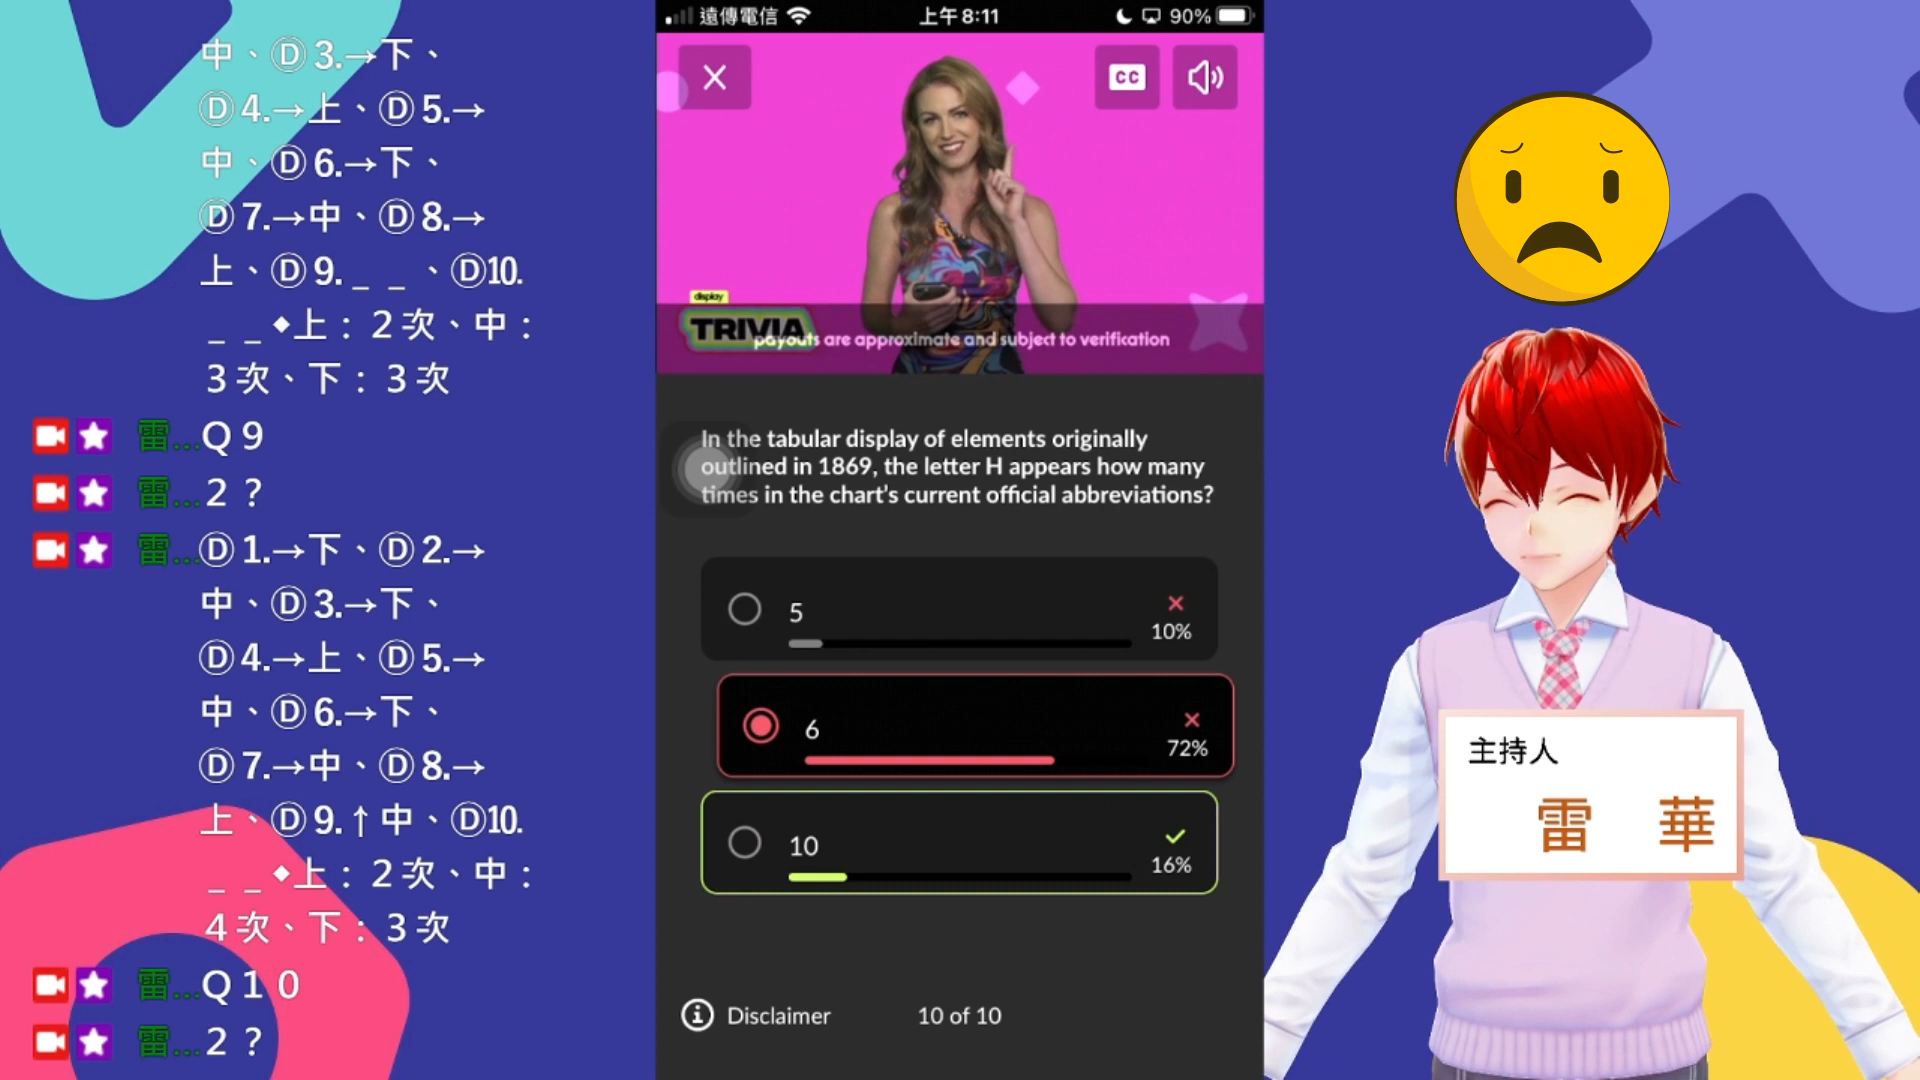 中、Ⓓ3.→下、
Ⓓ4.→上、Ⓓ5.→
中、Ⓓ6.→下、
Ⓓ7.→中、Ⓓ8.→
上、Ⓓ9._ _ 、Ⓓ10.
_ _◆上：2次、中：
3次、下：3次
雷...Q9
雷...2？
雷...Ⓓ1.→下、Ⓓ2.→
中、Ⓓ3.→下、
Ⓓ4.→上、Ⓓ5.→
中、Ⓓ6.→下、
Ⓓ7.→中、Ⓓ8.→
上、Ⓓ9.↑中、Ⓓ10.
_ _◆上：2次、中：
4次、下：3次
雷...Q10
雷...2？
遠傳電信 上午8:11 90%
CC
display
TRIVIA
payouts are approximate and subject to verification
In the tabular display of elements originally
outlined in 1869, the letter H appears how many
times in the chart's current official abbreviations?
5
10%
6
72%
10
16%
Disclaimer 10 of 10
主持人
雷 華